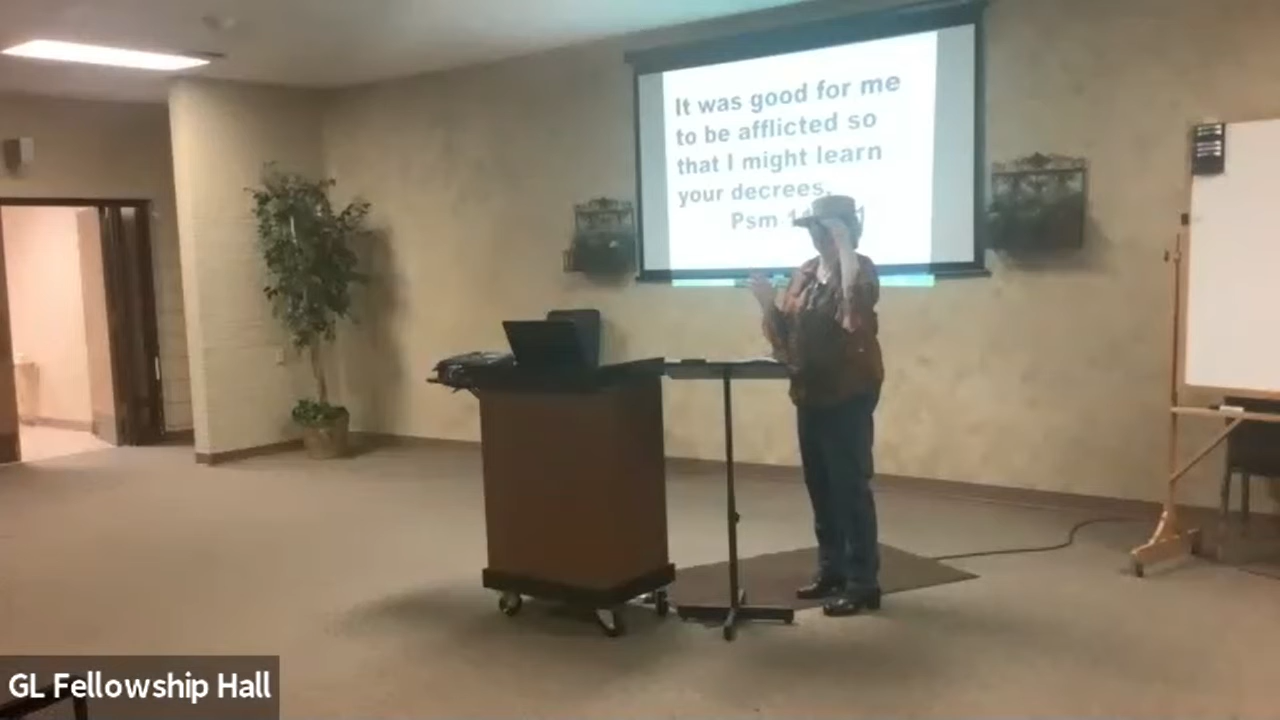 It was good for me
to be afflicted so
that I might learn
your decrees.
Psm
GL Fellowship Hall